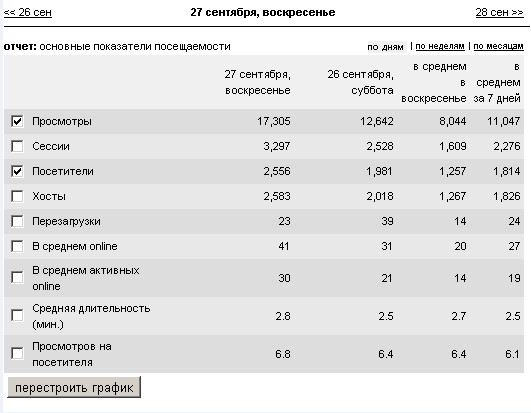 << 26 сен 27 сентября, воскресенье 28 сен >>
отчет: основные показатели посещаемости по дням | по неделям | по месяцам
27 сентября, воскресенье 26 сентября, суббота в среднем в воскресенье в среднем за 7 дней
Просмотры 17,305 12,642 8,044 11,047
Сессии 3,297 2,528 1,609 2,276
Посетители 2,556 1,981 1,257 1,814
Хосты 2,583 2,018 1,267 1,826
Перезагрузки 23 39 14 24
В среднем online 41 31 20 27
В среднем активных online 30 21 14 19
Средняя длительность (мин.) 2.8 2.5 2.7 2.5
Просмотров на посетителя 6.8 6.4 6.4 6.1
перестроить график